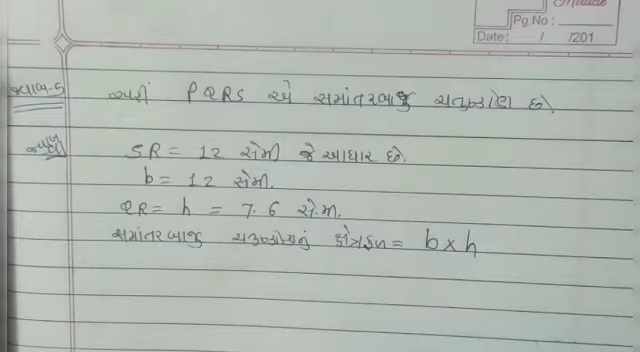 Pg.No:
Date: / /201
જવાબ-5 અહીં PQRS એ સમાંતરબાજુ ચતુષ્કોણ છે.
SR = 12 સેમી જે આધાર છે.
b = 12 સેમી.
QR = h = 7.6 સે.મી.
સમાંતરબાજુ ચતુષ્કોણનું ક્ષેત્રફળ = b x h